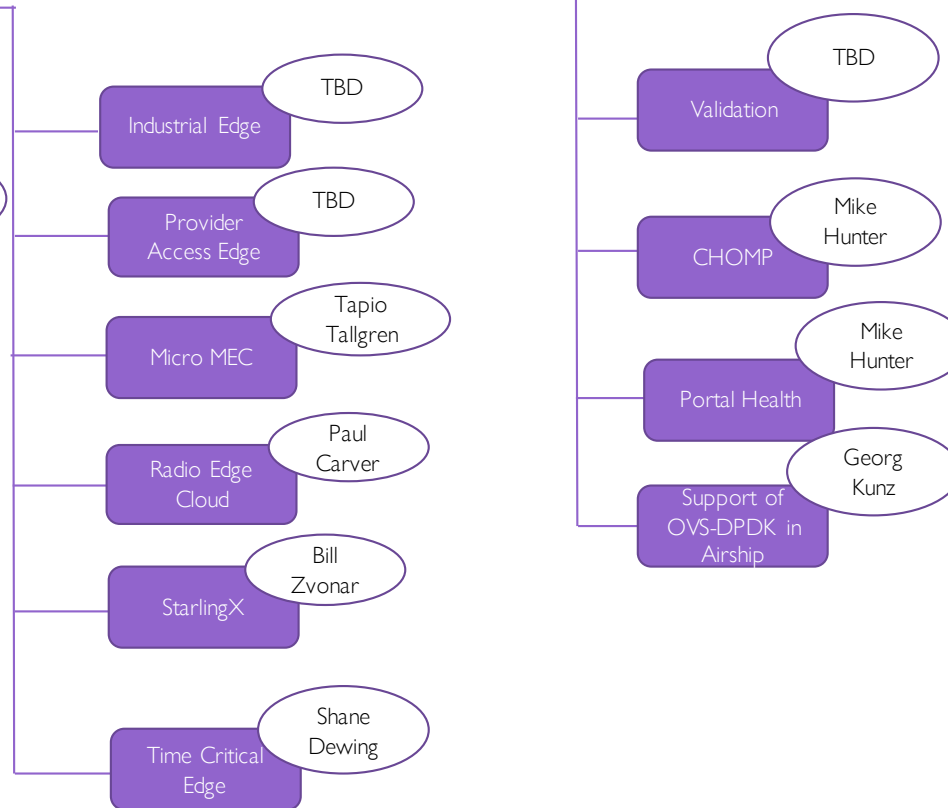 TBD
Industrial Edge
TBD
Provider
Access Edge
Tapio
Tallgren
Micro MEC
Paul
Carver
Radio Edge
Cloud
Bill
Zvonar
StarlingX
Shane
Dewing
Time Critical
Edge
TBD
Validation
Mike
Hunter
CHOMP
Mike
Hunter
Portal Health
Georg
Kunz
Support of
OVS-DPDK in
Airship